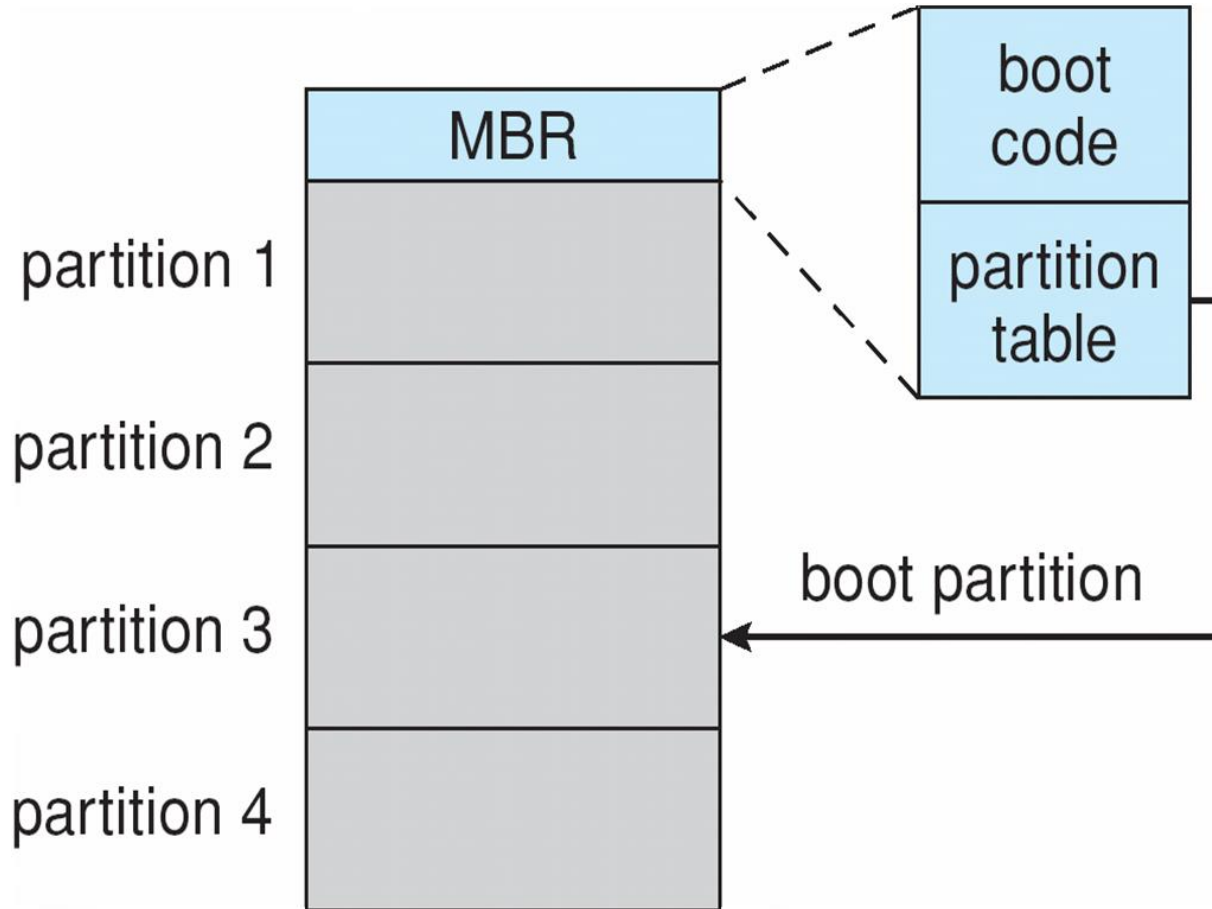 boot
code
MBR
partition
table
partition 1
partition 2
boot partition
partition 3
partition 4